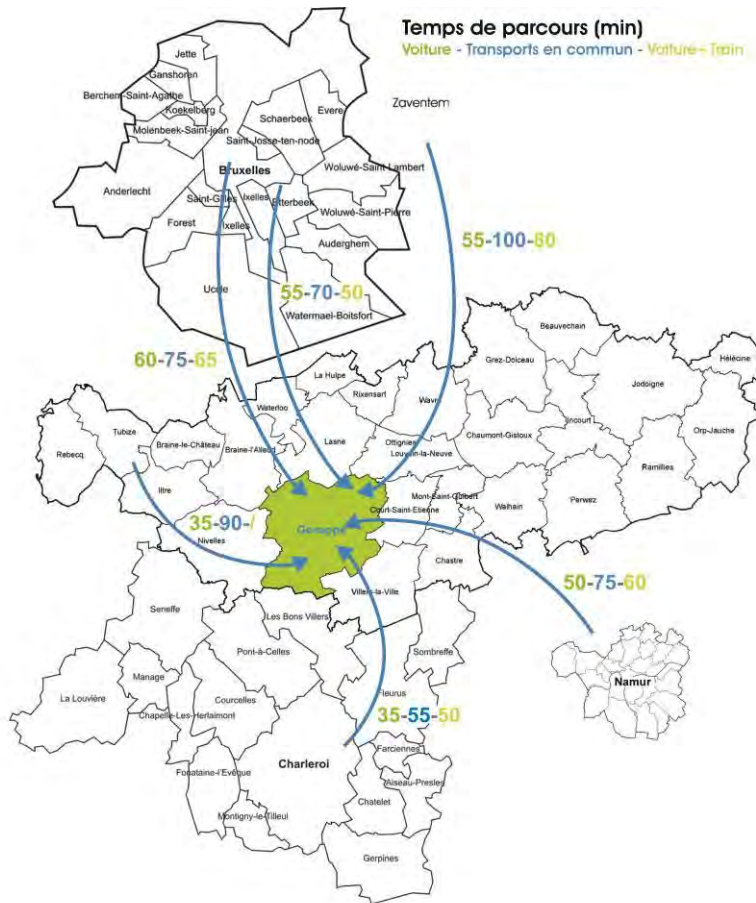 Temps de parcours (min)
Voiture - Transports en commun - Voiture - Train
Jette
Ganshoren
Berchem-Saint-Agathe
Koekelberg
Molenbeek-Saint-jean
Evere
Schaerbeek
Saint-Josse-ten-node
Zaventem
Bruxelles
Woluwé-Saint-Lambert
Anderlecht
Saint-Gilles
Ixelles
Etterbeek
Woluwé-Saint-Pierre
Forest
Ixelles
Auderghem
55-100-60
Uccle
55-70-50
Watermael-Boitsfort
60-75-65
Beauvechain
Grez-Doiceau
Hélécine
La Hulpe
Rixensart
Wavre
Jodoigne
Waterloo
Orp-Jauche
Tubize
Incourt
Rebecq
Braine-le-Château
Braine-l'Alleud
Lasne
Ottignies
Louvain-la-Neuve
Chaumont-Gistoux
Ramillies
Ittre
Mont-Saint-Guibert
Court-Saint-Etienne
Walhain
Perwez
35-90-/
Genappe
Nivelles
Chastre
Villers-la-Ville
50-75-60
Seneffe
Les Bons Villers
Pont-à-Celles
Sombreffe
Manage
Namur
La Louvière
Courcelles
Fleurus
Chapelle-Les-Herlaimont
35-55-50
Farciennes
Charleroi
Fonataine-l'Evêque
Aiseau-Presles
Chatelet
Montigny-le-Tilleul
Gerpines